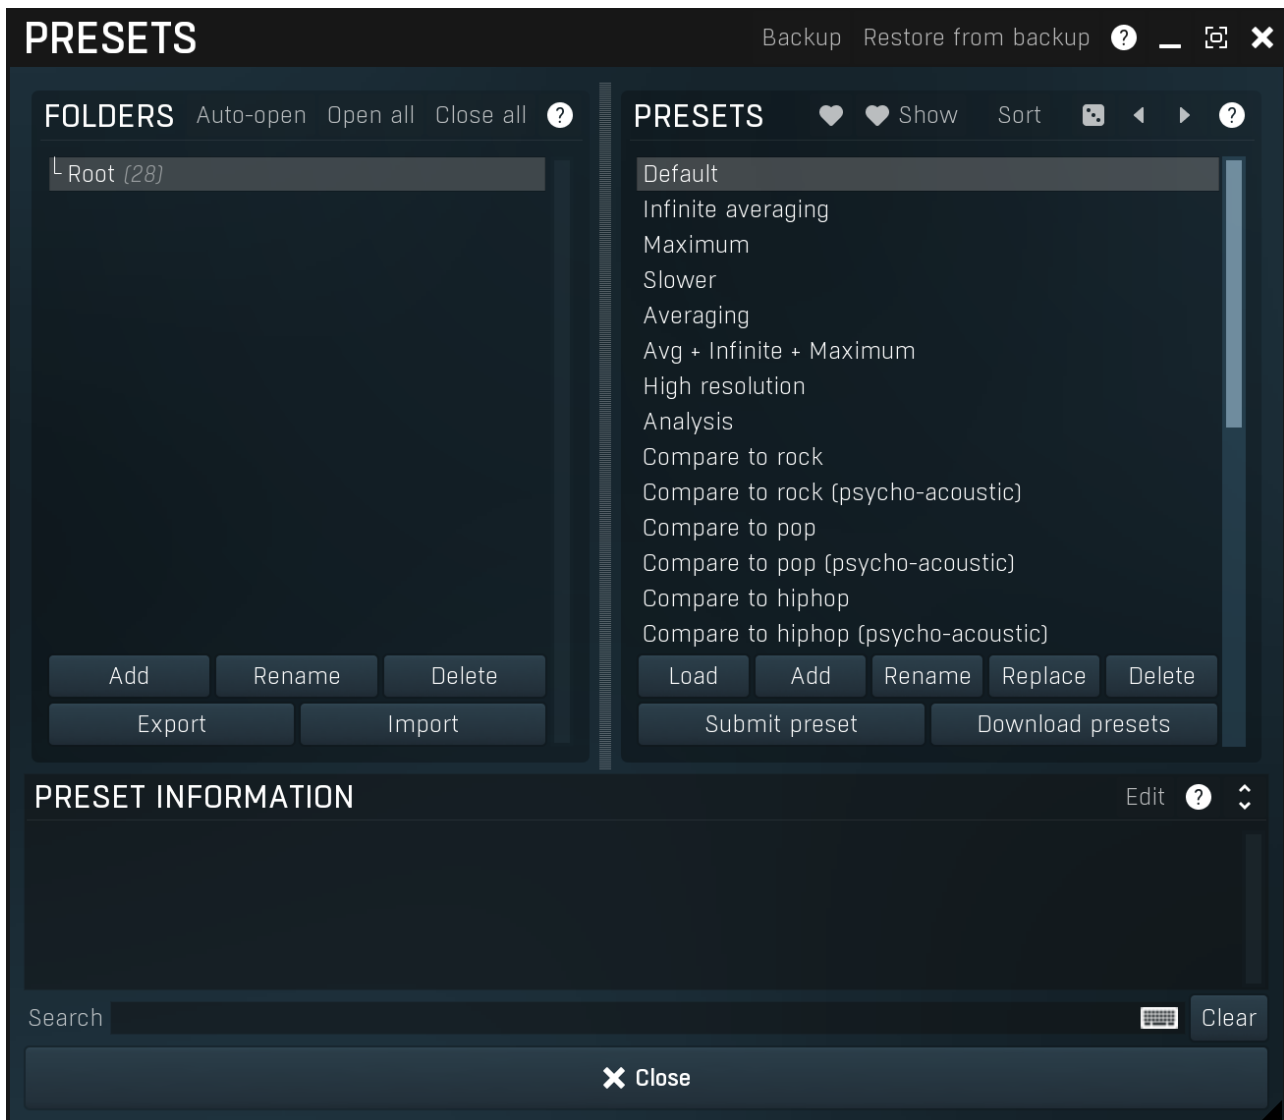 PRESETS Backup Restore from backup ?
FOLDERS Auto-open Open all Close all ?
Root (28)
Add Rename Delete
Export Import
PRESETS Show Sort ?
Default
Infinite averaging
Maximum
Slower
Averaging
Avg + Infinite + Maximum
High resolution
Analysis
Compare to rock
Compare to rock (psycho-acoustic)
Compare to pop
Compare to pop (psycho-acoustic)
Compare to hiphop
Compare to hiphop (psycho-acoustic)
Load Add Rename Replace Delete
Submit preset Download presets
PRESET INFORMATION Edit ?
Search Clear
Close